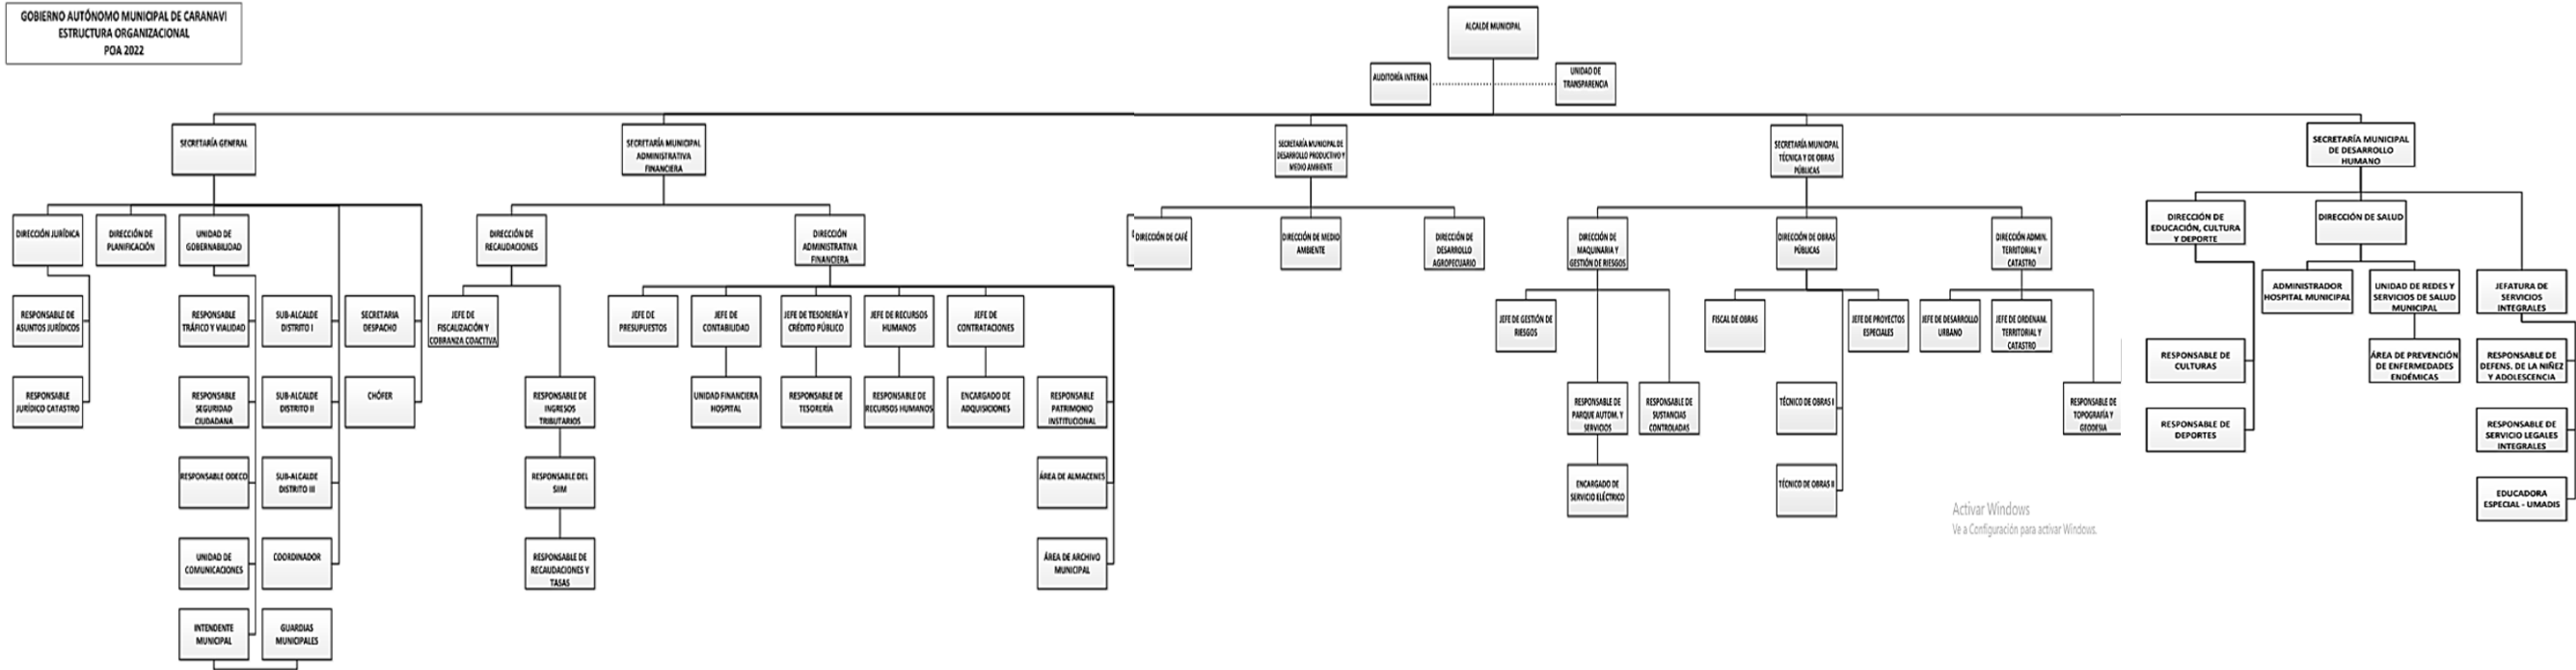 GOBIERNO AUTÓNOMO MUNICIPAL DE CARANAVI
ESTRUCTURA ORGANIZACIONAL
POA 2022
ALCALDE MUNICIPAL
AUDITORÍA INTERNA
UNIDAD DE
TRANSPARENCIA
SECRETARÍA GENERAL
SECRETARÍA MUNICIPAL
ADMINISTRATIVA
FINANCIERA
SECRETARÍA MUNICIPAL DE
DESARROLLO PRODUCTIVO Y
MEDIO AMBIENTE
SECRETARÍA MUNICIPAL
TÉCNICA Y DE OBRAS
PÚBLICAS
SECRETARÍA MUNICIPAL
DE DESARROLLO
HUMANO
DIRECCIÓN JURÍDICA
DIRECCIÓN DE
PLANIFICACIÓN
UNIDAD DE
GOBERNABILIDAD
DIRECCIÓN DE
RECAUDACIONES
DIRECCIÓN
ADMINISTRATIVA
FINANCIERA
DIRECCIÓN DE CAFÉ
DIRECCIÓN DE MEDIO
AMBIENTE
DIRECCIÓN DE
DESARROLLO
AGROPECUARIO
DIRECCIÓN DE
MAQUINARIA Y
GESTIÓN DE RIESGOS
DIRECCIÓN DE OBRAS
PÚBLICAS
DIRECCIÓN ADMIN.
TERRITORIAL Y
CATASTRO
DIRECCIÓN DE
EDUCACIÓN, CULTURA
Y DEPORTE
DIRECCIÓN DE SALUD
RESPONSABLE DE
ASUNTOS JURÍDICOS
RESPONSABLE
TRÁFICO Y VIALIDAD
SUB-ALCALDE
DISTRITO I
SECRETARIA
DESPACHO
JEFE DE
FISCALIZACIÓN Y
COBRANZA COACTIVA
JEFE DE
PRESUPUESTOS
JEFE DE
CONTABILIDAD
JEFE DE TESORERÍA Y
CRÉDITO PÚBLICO
JEFE DE RECURSOS
HUMANOS
JEFE DE
CONTRATACIONES
JEFE DE GESTIÓN DE
RIESGOS
FISCAL DE OBRAS
JEFE DE PROYECTOS
ESPECIALES
JEFE DE DESARROLLO
URBANO
JEFE DE ORDENAM.
TERRITORIAL Y
CATASTRO
ADMINISTRADOR
HOSPITAL MUNICIPAL
UNIDAD DE REDES Y
SERVICIOS DE SALUD
MUNICIPAL
JEFATURA DE
SERVICIOS
INTEGRALES
RESPONSABLE
JURÍDICO CATASTRO
RESPONSABLE
SEGURIDAD
CIUDADANA
SUB-ALCALDE
DISTRITO II
CHÓFER
RESPONSABLE DE
INGRESOS
TRIBUTARIOS
UNIDAD FINANCIERA
HOSPITAL
RESPONSABLE DE
TESORERÍA
RESPONSABLE DE
RECURSOS HUMANOS
ENCARGADO DE
ADQUISICIONES
RESPONSABLE
PATRIMONIO
INSTITUCIONAL
RESPONSABLE DE
PARQUE AUTOM. Y
SERVICIOS
RESPONSABLE DE
SUSTANCIAS
CONTROLADAS
TÉCNICO DE OBRAS I
RESPONSABLE DE
TOPOGRAFÍA Y
GEODESIA
RESPONSABLE DE
CULTURAS
ÁREA DE PREVENCIÓN
DE ENFERMEDADES
ENDÉMICAS
RESPONSABLE DE
DEFENS. DE LA NIÑEZ
Y ADOLESCENCIA
RESPONSABLE ODECO
SUB-ALCALDE
DISTRITO III
RESPONSABLE DEL
SIIM
ÁREA DE ALMACENES
ENCARGADO DE
SERVICIO ELÉCTRICO
TÉCNICO DE OBRAS II
RESPONSABLE DE
DEPORTES
RESPONSABLE DE
SERVICIO LEGALES
INTEGRALES
UNIDAD DE
COMUNICACIONES
COORDINADOR
RESPONSABLE DE
RECAUDACIONES Y
TASAS
ÁREA DE ARCHIVO
MUNICIPAL
EDUCADORA
ESPECIAL - UMADIS
INTENDENTE
MUNICIPAL
GUARDIAS
MUNICIPALES
Activar Windows
Ve a Configuración para activar Windows.